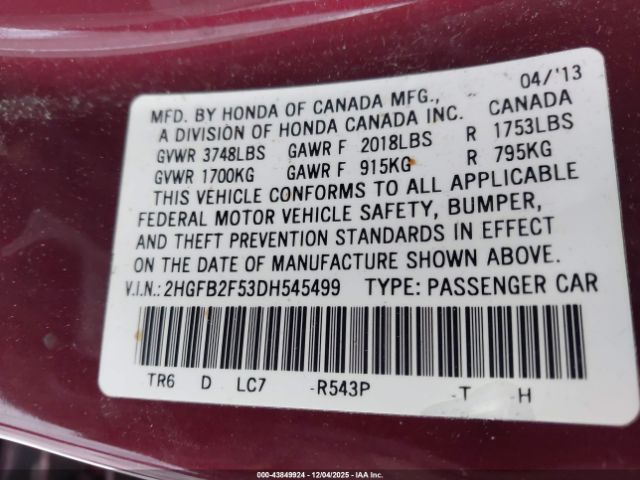 04/'13
MFD. BY HONDA OF CANADA MFG., CANADA
A DIVISION OF HONDA CANADA INC.
GVWR 3748LBS GAWR F 2018LBS R 1753LBS
GVWR 1700KG GAWR F 915KG R 795KG
THIS VEHICLE CONFORMS TO ALL APPLICABLE
FEDERAL MOTOR VEHICLE SAFETY, BUMPER,
AND THEFT PREVENTION STANDARDS IN EFFECT
ON THE DATE OF MANUFACTURE SHOWN ABOVE.
V.I.N.: 2HGFB2F53DH545499 TYPE: PASSENGER CAR
TR6 D LC7 -R543P -T -H
00-43849924 - 12/04/2025 - IAA Inc.